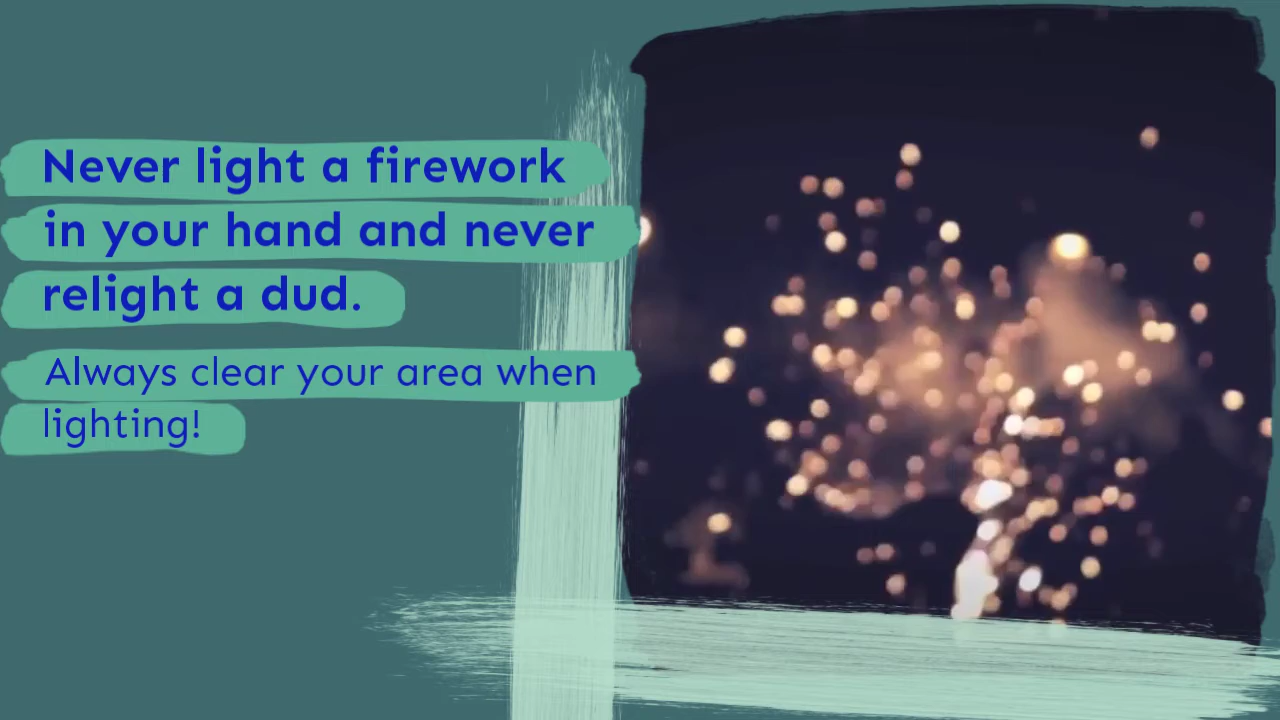 Never light a firework
in your hand and never
relight a dud.
Always clear your area when
lighting!